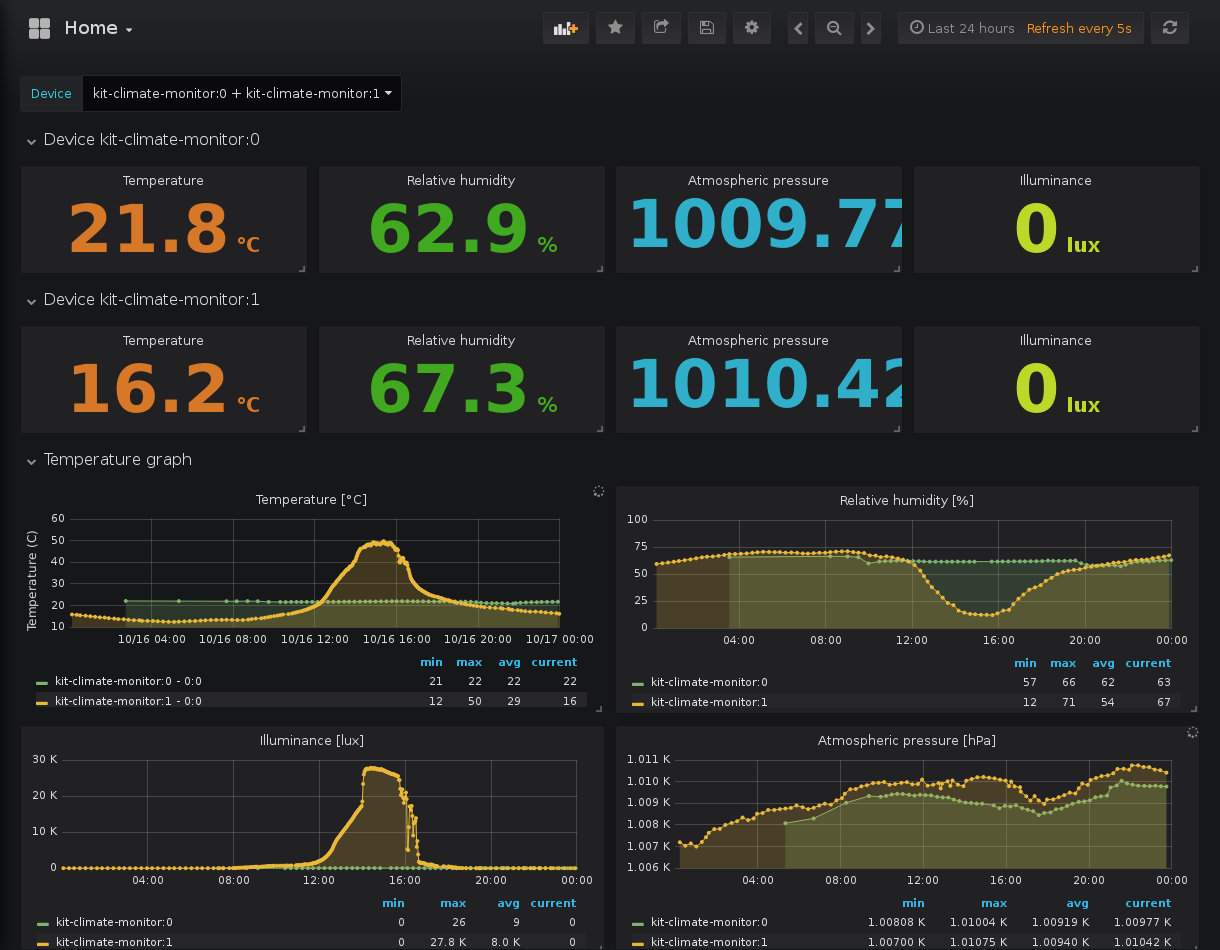 Home
Last 24 hours Refresh every 5s
Device kit-climate-monitor:0 + kit-climate-monitor:1
Device kit-climate-monitor:0
Temperature Relative humidity Atmospheric pressure Illuminance
21.8 °C 62.9 % 1009.77 0 lux
Device kit-climate-monitor:1
Temperature Relative humidity Atmospheric pressure Illuminance
16.2 °C 67.3 % 1010.42 0 lux
Temperature graph
Temperature [°C]
Temperature (C)
60
50
40
30
20
10
10/16 04:00 10/16 08:00 10/16 12:00 10/16 16:00 10/16 20:00 10/17 00:00
min max avg current
kit-climate-monitor:0 - 0:0 21 22 22 22
kit-climate-monitor:1 - 0:0 12 50 29 16
Relative humidity [%]
100
75
50
25
0
04:00 08:00 12:00 16:00 20:00 00:00
min max avg current
kit-climate-monitor:0 57 66 62 63
kit-climate-monitor:1 12 71 54 67
Illuminance [lux]
30 K
20 K
10 K
0
04:00 08:00 12:00 16:00 20:00 00:00
min max avg current
kit-climate-monitor:0 0 26 9 0
kit-climate-monitor:1 0 27.8 K 8.0 K 0
Atmospheric pressure [hPa]
1.011 K
1.010 K
1.009 K
1.008 K
1.007 K
1.006 K
04:00 08:00 12:00 16:00 20:00 00:00
min max avg current
kit-climate-monitor:0 1.00808 K 1.01004 K 1.00919 K 1.00977 K
kit-climate-monitor:1 1.00700 K 1.01075 K 1.00940 K 1.01042 K